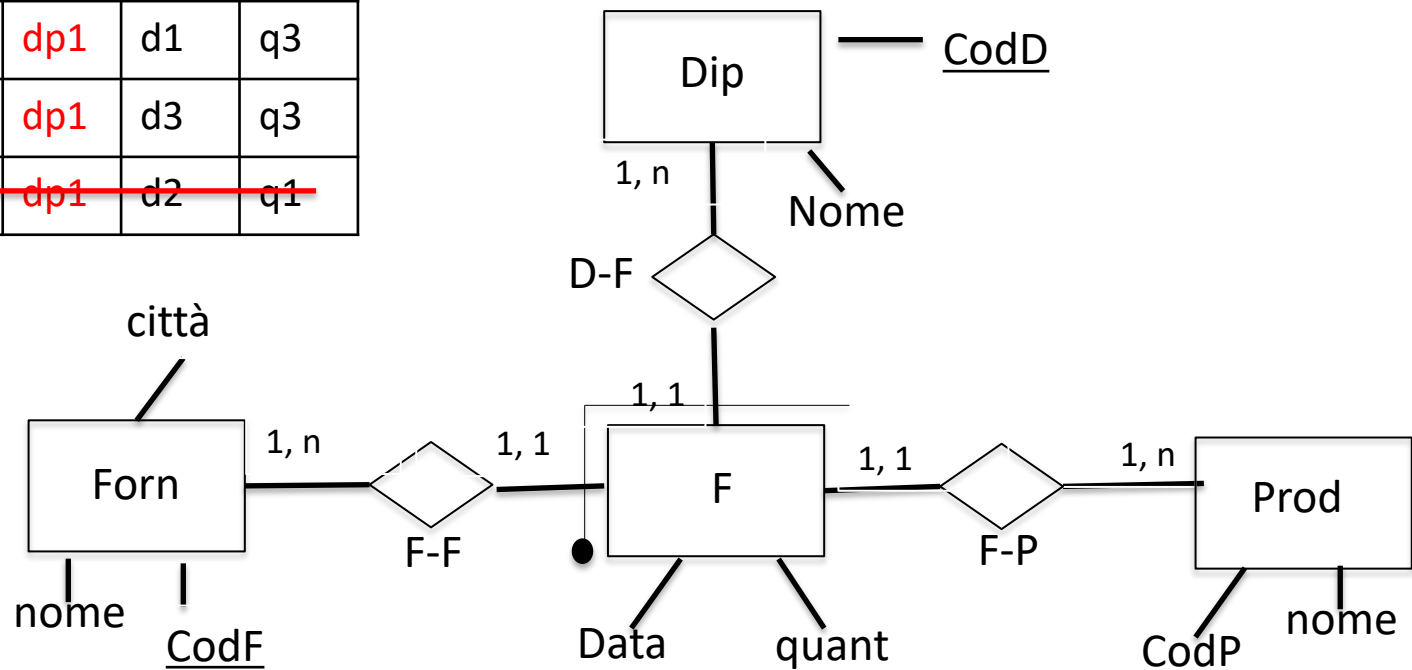 dp1 d1 q3
dp1 d3 q3
dp1 d2 q1
Dip
CodD
1, n
Nome
D-F
città
1, 1
Forn
1, n
1, 1
F
1, 1
1, n
Prod
F-F
F-P
nome
CodF
Data
quant
CodP
nome